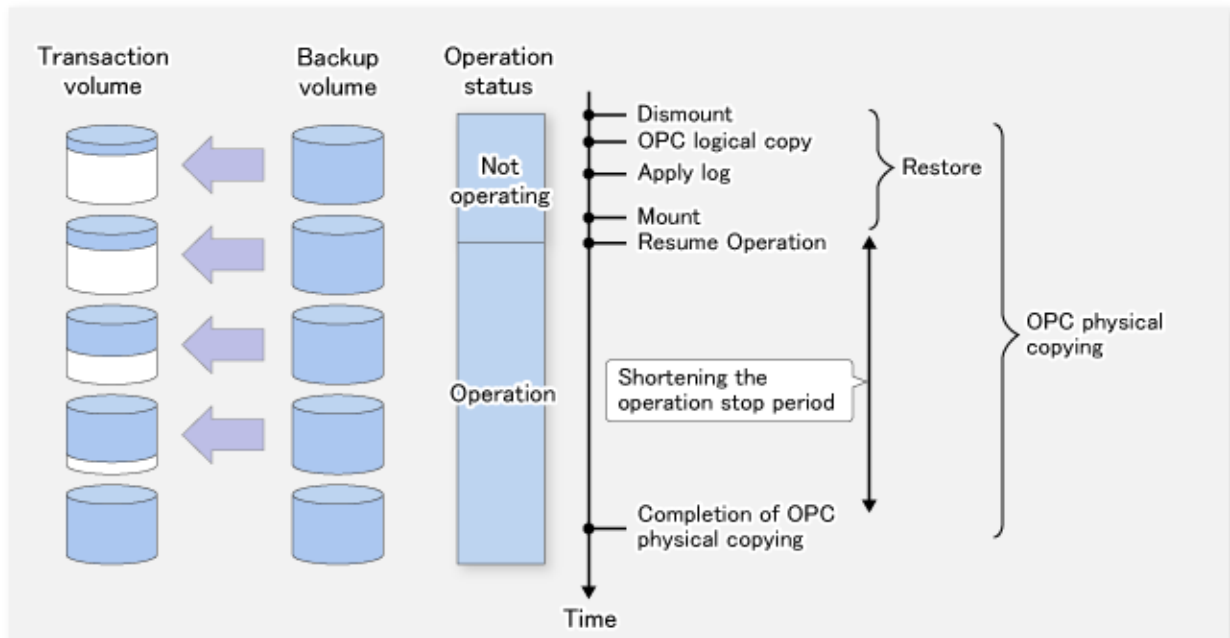 Transaction
volume
Backup
volume
Operation
status
Not
operating
Operation
Dismount
OPC logical copy
Apply log
Mount
Resume Operation
Restore
Shortening the
operation stop period
OPC physical
copying
Completion of OPC
physical copying
Time